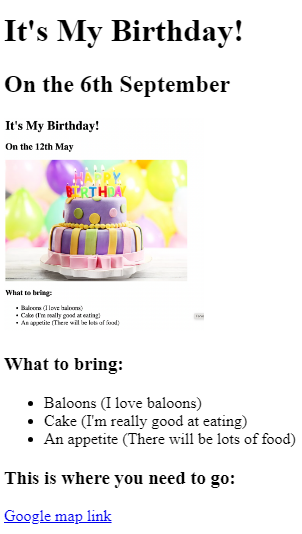 It's My Birthday!
On the 6th September
It's My Birthday!
On the 12th May
HAPPY
BIRTHDAY
What to bring:
Baloons (I love baloons)
Cake (I'm really good at eating)
An appetite (There will be lots of food)
What to bring:
Baloons (I love baloons)
Cake (I'm really good at eating)
An appetite (There will be lots of food)
This is where you need to go:
Google map link